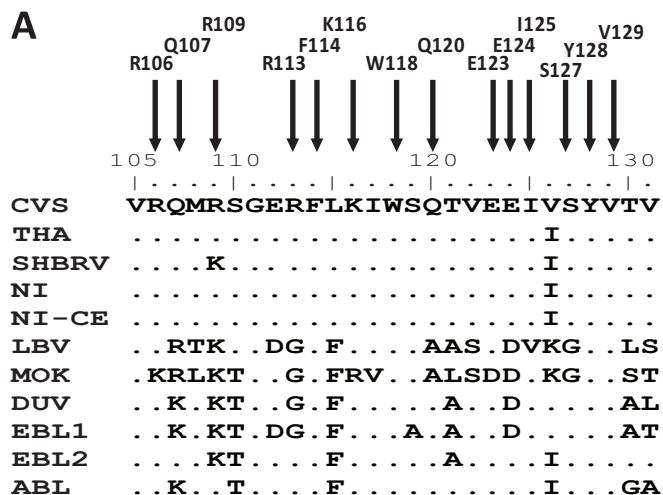 A
R106 Q107 R109 R113 F114 K116 W118 Q120 E123 E124 I125 S127 Y128 V129
105 110 120 130
|....|....|....|....|....|.
CVS VRQMRSGERFLKIWSQTVEEIVSYVTV
THA .....................I.....
SHBRV ....K................I.....
NI .....................I.....
NI-CE .....................I.....
LBV ..RTK..DG.F....AAS.DVKG..LS
MOK .KRLKT..G.FRV..ALSDD.KG..ST
DUV ..K.KT..G.F.....A..D.....AL
EBL1 ..K.KT.DG.F...A.A..D.....AT
EBL2 ....KT....F.....A....I.....
ABL ..K..T....F..........I...GA